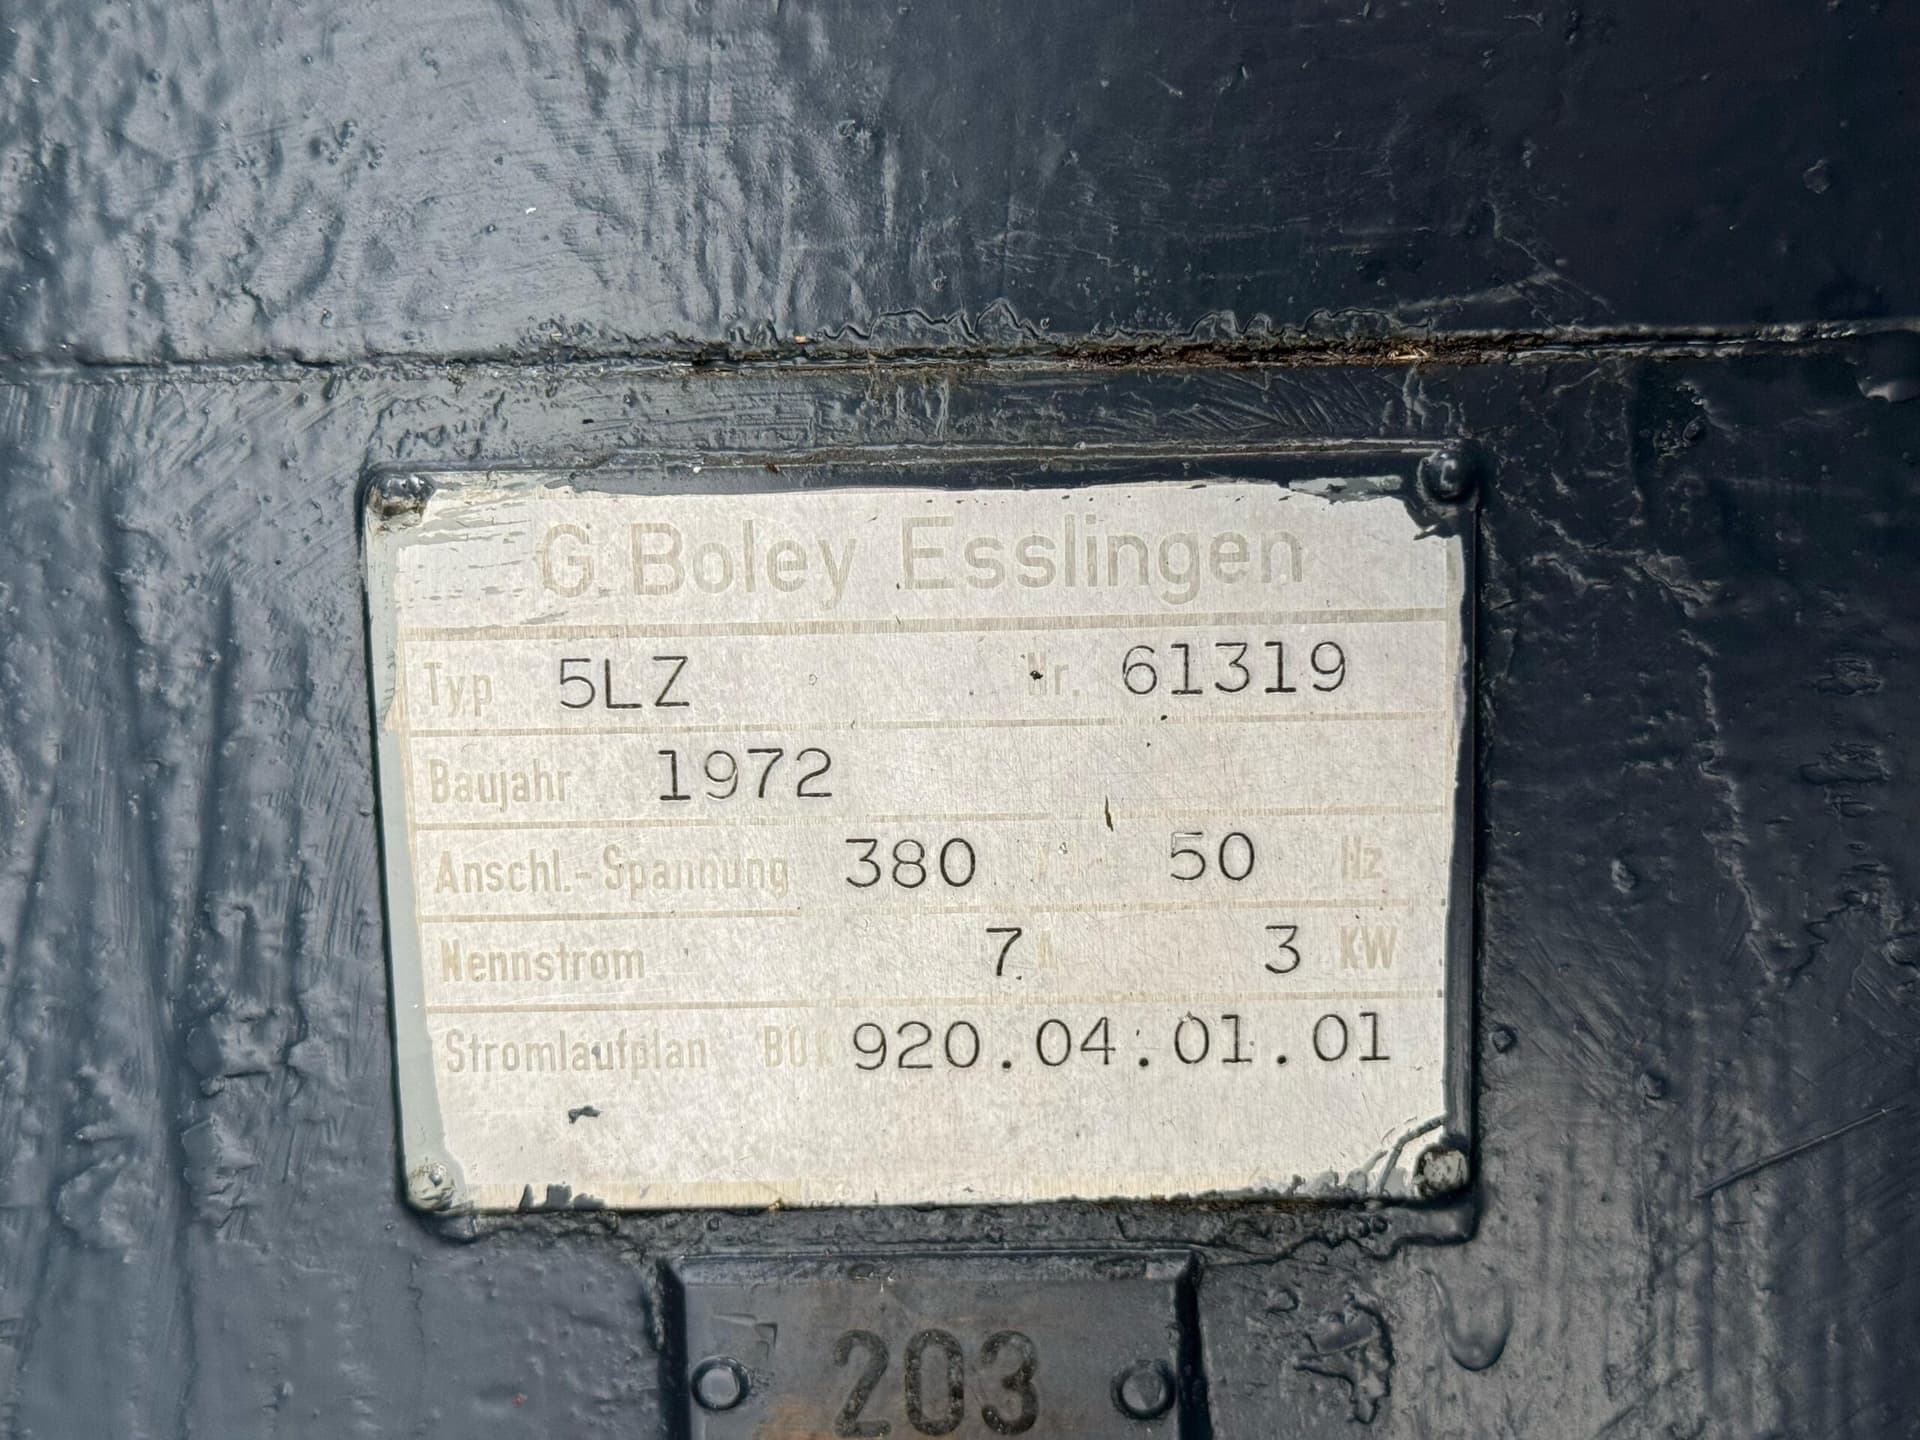 G. Boley Esslingen
Typ 5LZ Nr. 61319
Baujahr 1972
Anschl.-Spannung 380 / 50 Hz
Nennstrom 7 A 3 KW
Stromlaufplan 920.04.01.01
203